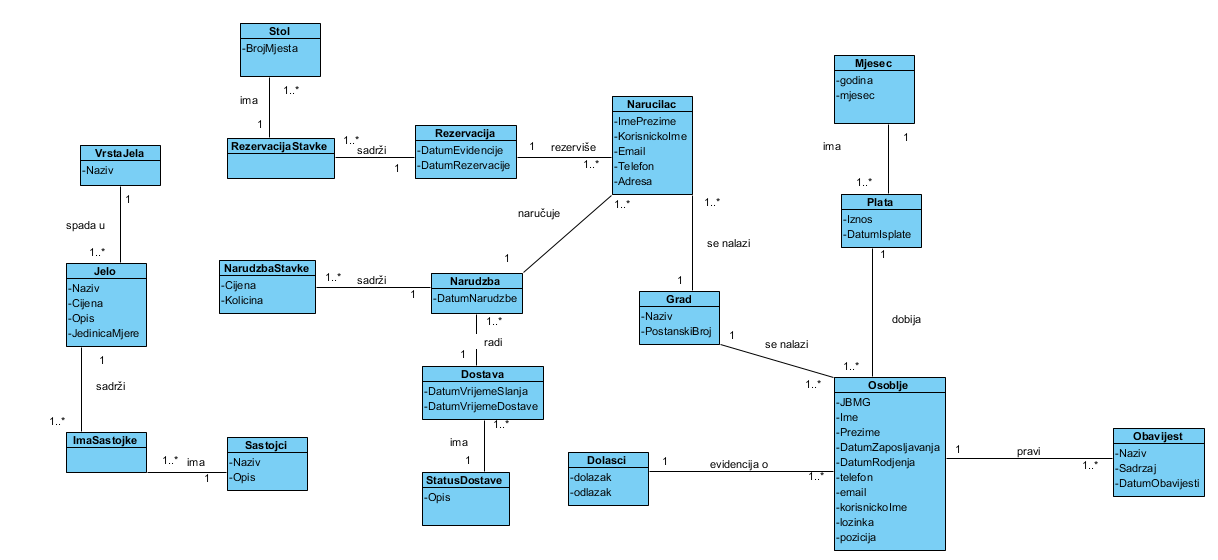 Stol
-BrojMjesta
1..*
ima
1
RezervacijaStavke
1..*
sadrži
1
Rezervacija
-DatumEvidencije
-DatumRezervacije
1
rezerviše
1..*
Narucilac
-ImePrezime
-KorisnickoIme
-Email
-Telefon
-Adresa
1..*
naručuje
1
1..*
se nalazi
1
Mjesec
-godina
-mjesec
1
ima
1..*
Plata
-Iznos
-DatumIsplate
1
dobija
1..*
VrstaJela
-Naziv
1
spada u
1..*
Jelo
-Naziv
-Cijena
-Opis
-JedinicaMjere
1
sadrži
1..*
ImaSastojke
1..*
ima
1
Sastojci
-Naziv
-Opis
NarudzbaStavke
-Cijena
-Kolicina
1..*
sadrži
1
Narudzba
-DatumNarudzbe
1..*
radi
1
Dostava
-DatumVrijemeSlanja
-DatumVrijemeDostave
1..*
ima
1
StatusDostave
-Opis
Grad
-Naziv
-PostanskiBroj
1
se nalazi
1..*
Dolasci
-dolazak
-odlazak
1
evidencija o
1..*
Osoblje
-JBMG
-Ime
-Prezime
-DatumZaposljavanja
-DatumRodjenja
-telefon
-email
-korisnickoIme
-lozinka
-pozicija
1
pravi
1..*
Obavijest
-Naziv
-Sadrzaj
-DatumObavijesti